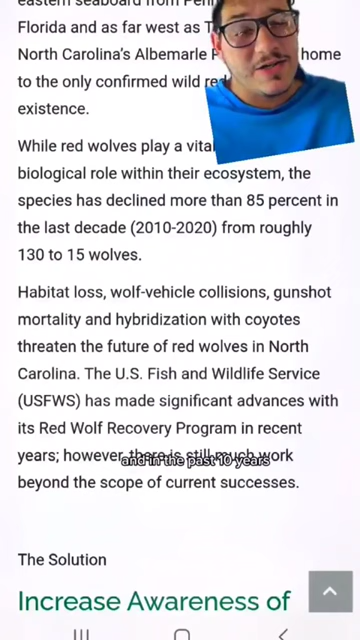 eastern seaboard from
Florida and as far west as
North Carolina's Albemarle home
to the only confirmed wild red
existence.
While red wolves play a vital
biological role within their ecosystem, the
species has declined more than 85 percent in
the last decade (2010-2020) from roughly
130 to 15 wolves.
Habitat loss, wolf-vehicle collisions, gunshot
mortality and hybridization with coyotes
threaten the future of red wolves in North
Carolina. The U.S. Fish and Wildlife Service
(USFWS) has made significant advances with
its Red Wolf Recovery Program in recent
years; however, there is still much work
and in the past 10 years
beyond the scope of current successes.
The Solution
Increase Awareness of